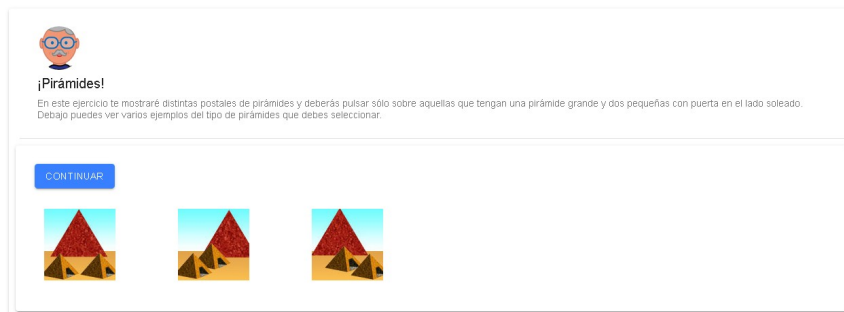 ¡Pirámides!
En este ejercicio te mostraré distintas postales de pirámides y deberás pulsar sólo sobre aquellas que tengan una pirámide grande y dos pequeñas con puerta en el lado soleado.
Debajo puedes ver varios ejemplos del tipo de pirámides que debes seleccionar.
CONTINUAR